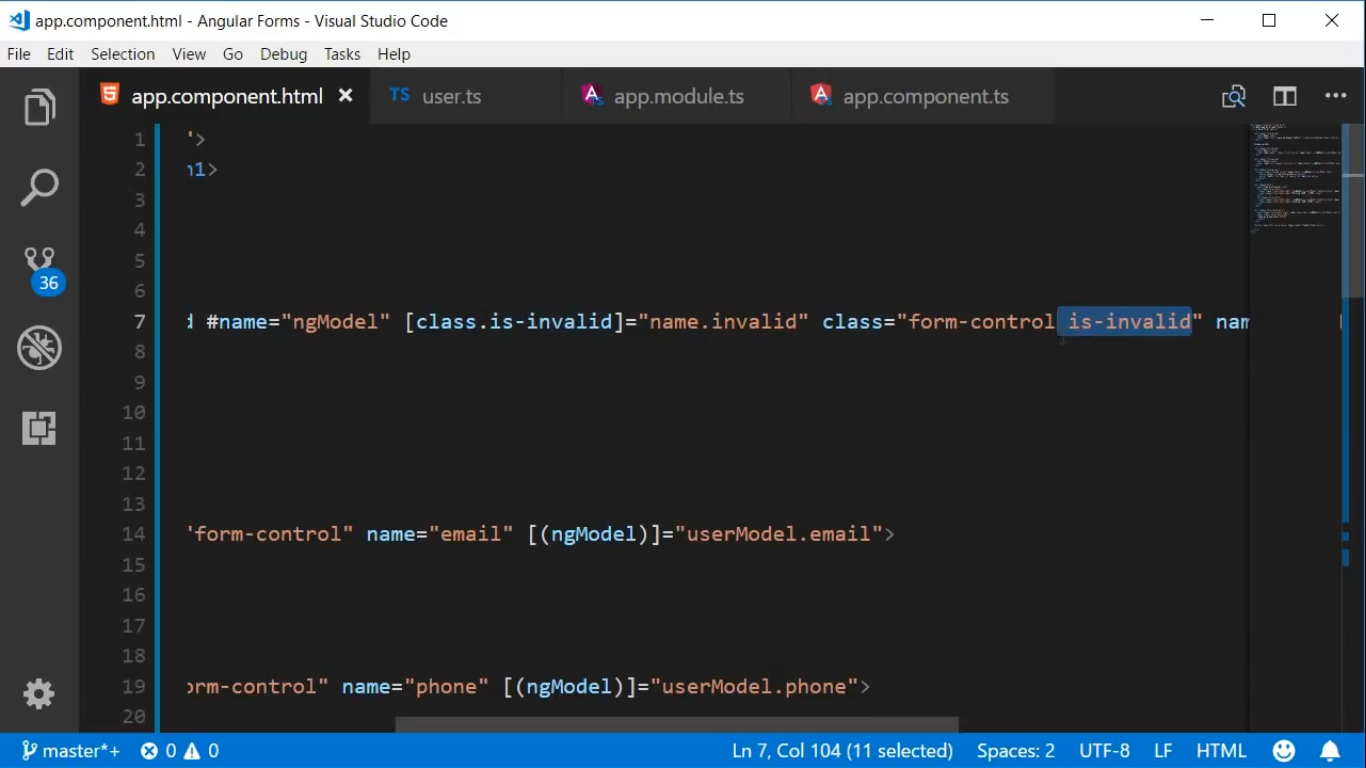 app.component.html - Angular Forms - Visual Studio Code
File Edit Selection View Go Debug Tasks Help
app.component.html TS user.ts app.module.ts app.component.ts
1 '">
2 h1>
3
4
5
6
7 d #name="ngModel" [class.is-invalid]="name.invalid" class="form-control is-invalid" nam
8
9
10
11
12
13
14 "form-control" name="email" [(ngModel)]="userModel.email">
15
16
17
18
19 orm-control" name="phone" [(ngModel)]="userModel.phone">
20
36
master*+ 0 0 Ln 7, Col 104 (11 selected) Spaces: 2 UTF-8 LF HTML